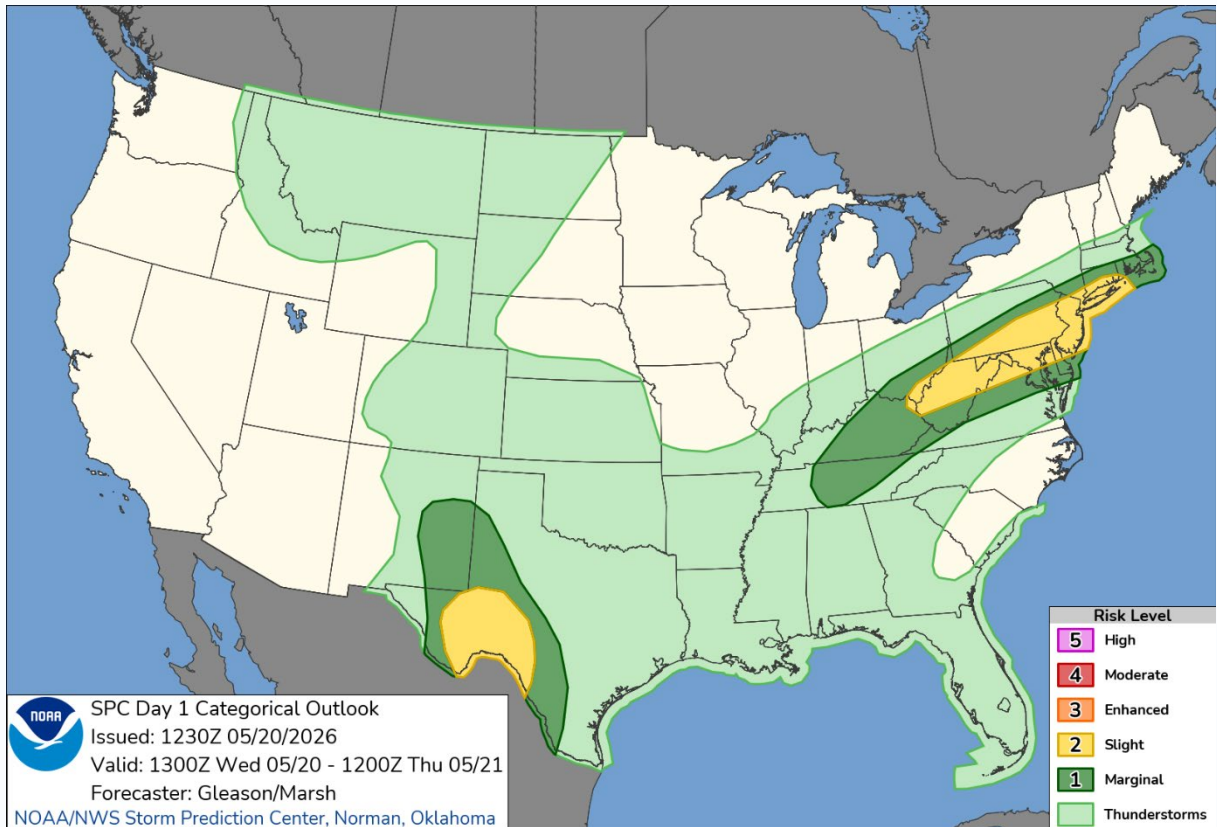 NOAA
SPC Day 1 Categorical Outlook
Issued: 1230Z 05/20/2026
Valid: 1300Z Wed 05/20 - 1200Z Thu 05/21
Forecaster: Gleason/Marsh
NOAA/NWS Storm Prediction Center, Norman, Oklahoma
Risk Level
5 High
4 Moderate
3 Enhanced
2 Slight
1 Marginal
Thunderstorms